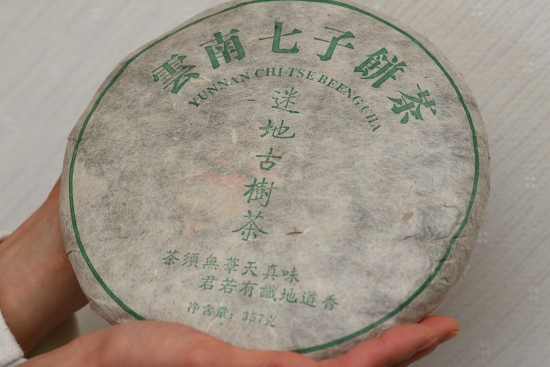 雲南七子餅茶
YUNNAN CHI TSE BEENG CHA
迷地古樹茶
茶須無華天真味
君若有識地道香
净含量:357克